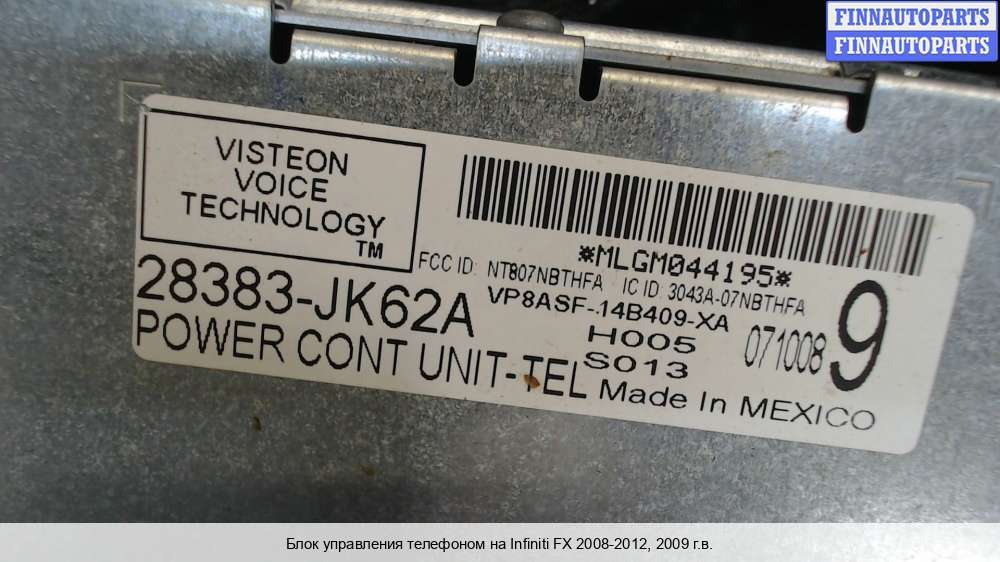 FINNAUTOPARTS
FINNAUTOPARTS
VISTEON
VOICE
TECHNOLOGY
TM
*MLGM044195*
FCC ID: NT807NBTHFA IC ID: 3043A-07NBTHFA
28383-JK62A
VP8ASF-14B409-XA
H005
071008
9
POWER CONT UNIT-TEL
S013
Made In MEXICO
Блок управления телефоном на Infiniti FX 2008-2012, 2009 г.в.